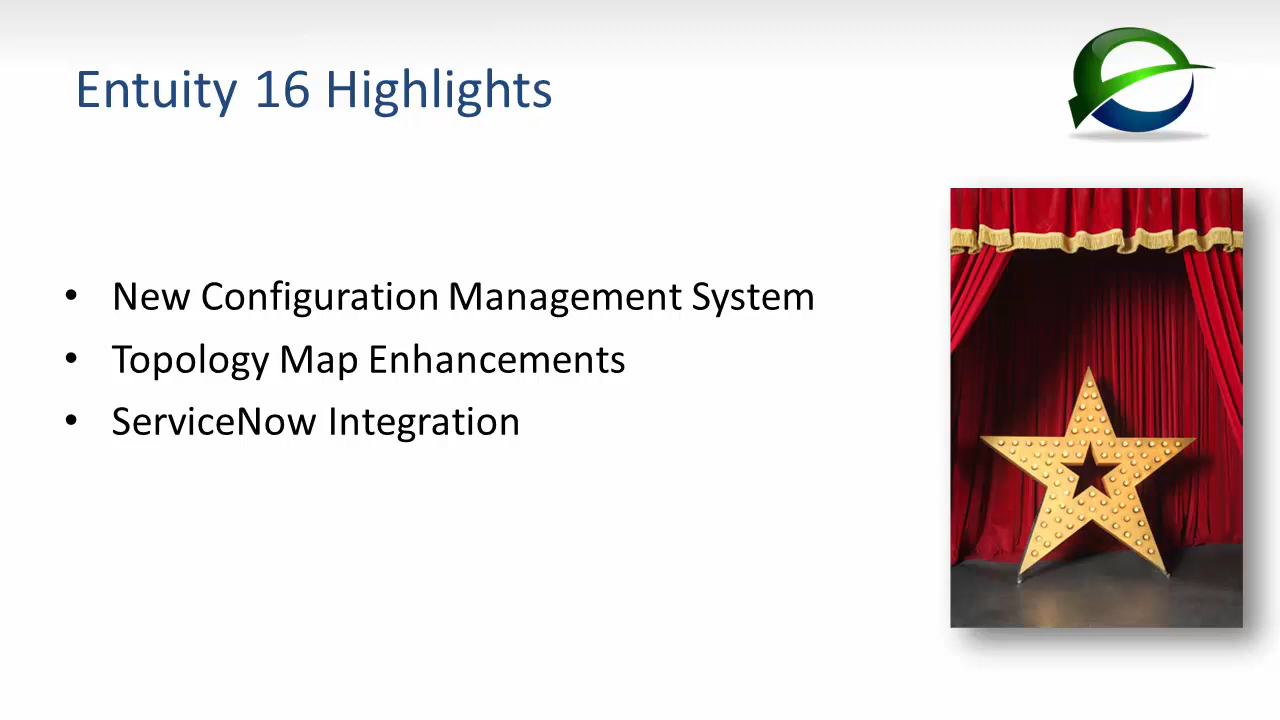 Entuity 16 Highlights
• New Configuration Management System
• Topology Map Enhancements
• ServiceNow Integration